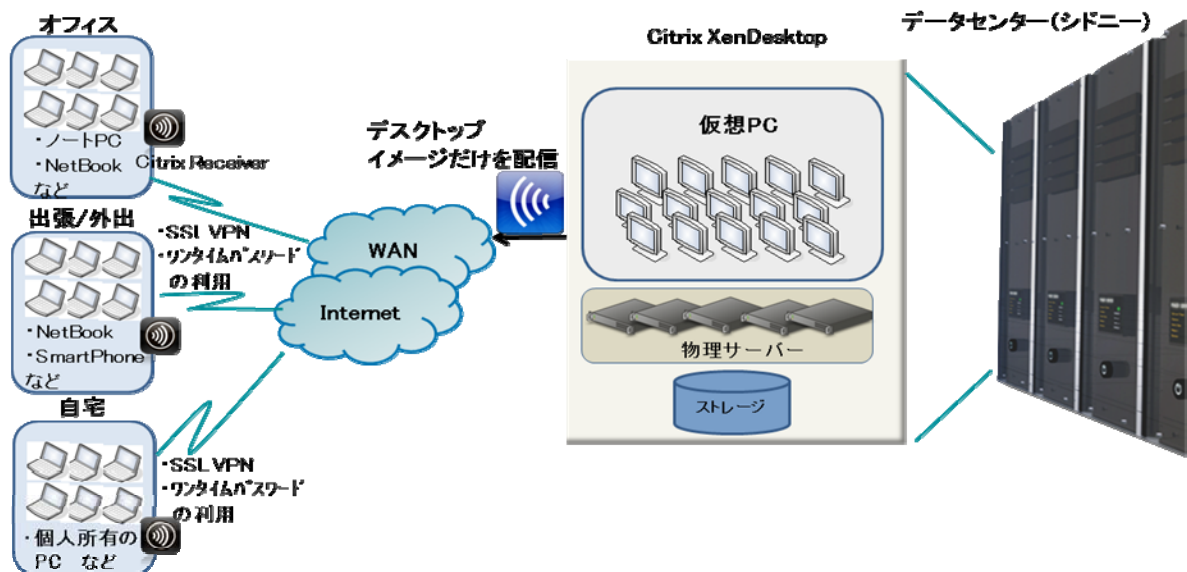 オフィス
・ノートPC
・NetBook
など
Citrix Receiver
出張/外出
・NetBook
・SmartPhone
など
・SSL VPN
・ワンタイムパスワード
の利用
自宅
・個人所有の
PC など
・SSL VPN
・ワンタイムパスワード
の利用
WAN
Internet
デスクトップ
イメージだけを配信
Citrix XenDesktop
仮想PC
物理サーバー
ストレージ
データセンター(シドニー)